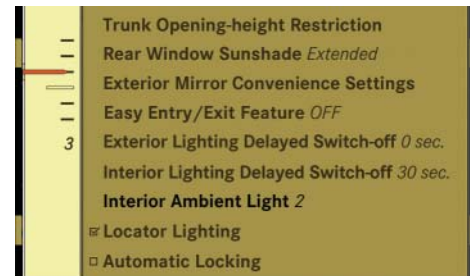 Trunk Opening-height Restriction
Rear Window Sunshade Extended
Exterior Mirror Convenience Settings
Easy Entry/Exit Feature OFF
3 Exterior Lighting Delayed Switch-off 0 sec.
Interior Lighting Delayed Switch-off 30 sec.
Interior Ambient Light 2
Locator Lighting
Automatic Locking